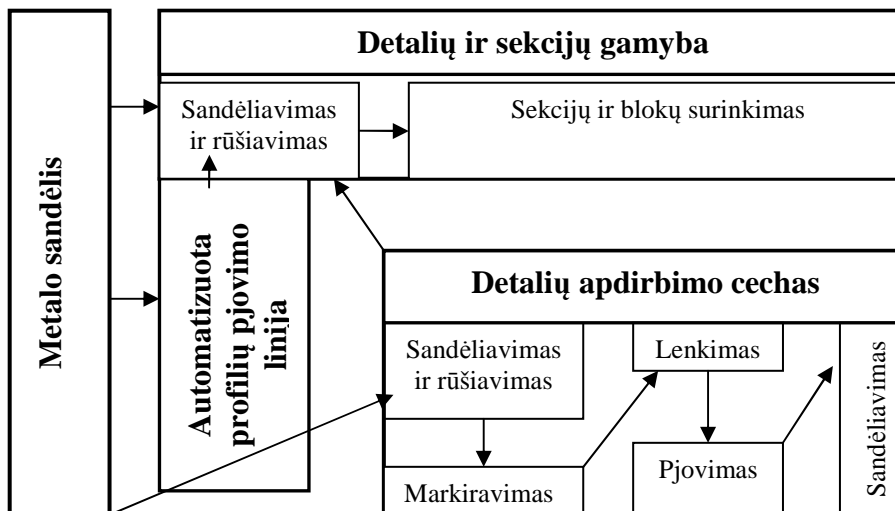 Metalo sandėlis
Detalių ir sekcijų gamyba
Sandėliavimas
ir rūšiavimas
Sekcijų ir blokų surinkimas
Automatizuota
profilių pjovimo
linija
Detalių apdirbimo cechas
Sandėliavimas
ir rūšiavimas
Lenkimas
Sandėliavimas
Markiravimas
Pjovimas